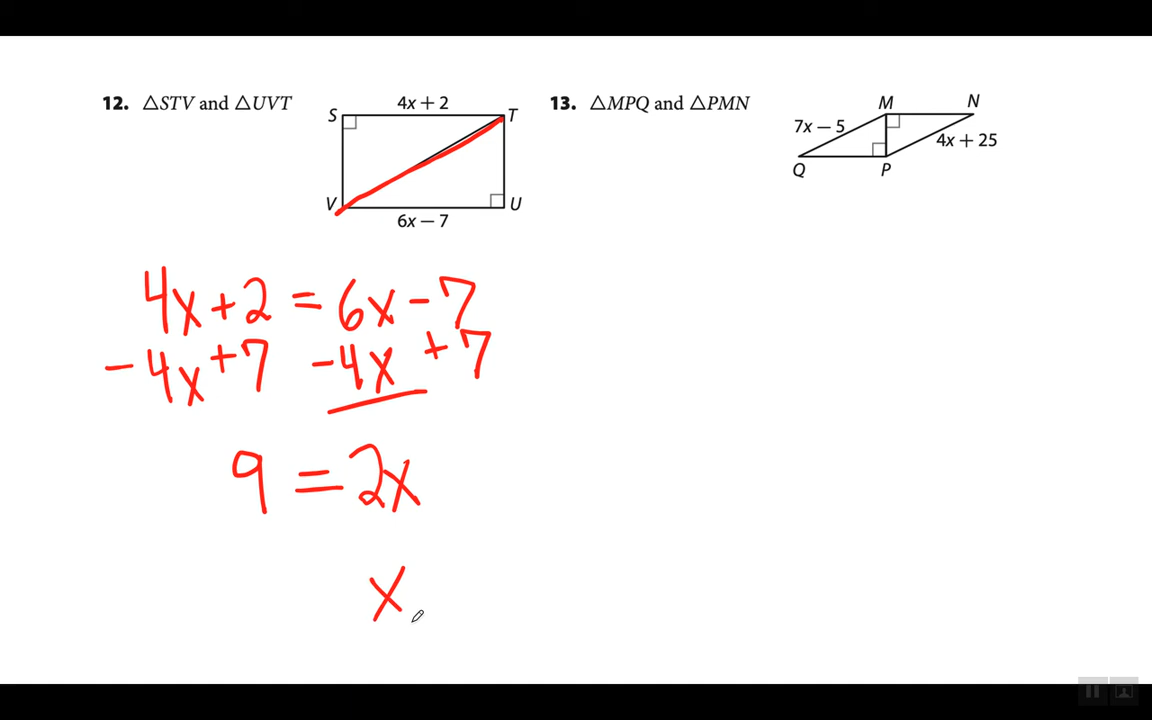 12. △STV and △UVT
S 4x + 2 T
V 6x − 7 U
13. △MPQ and △PMN
M N
7x − 5 4x + 25
Q P
4x + 2 = 6x − 7
− 4x + 7 − 4x + 7
9 = 2x
x